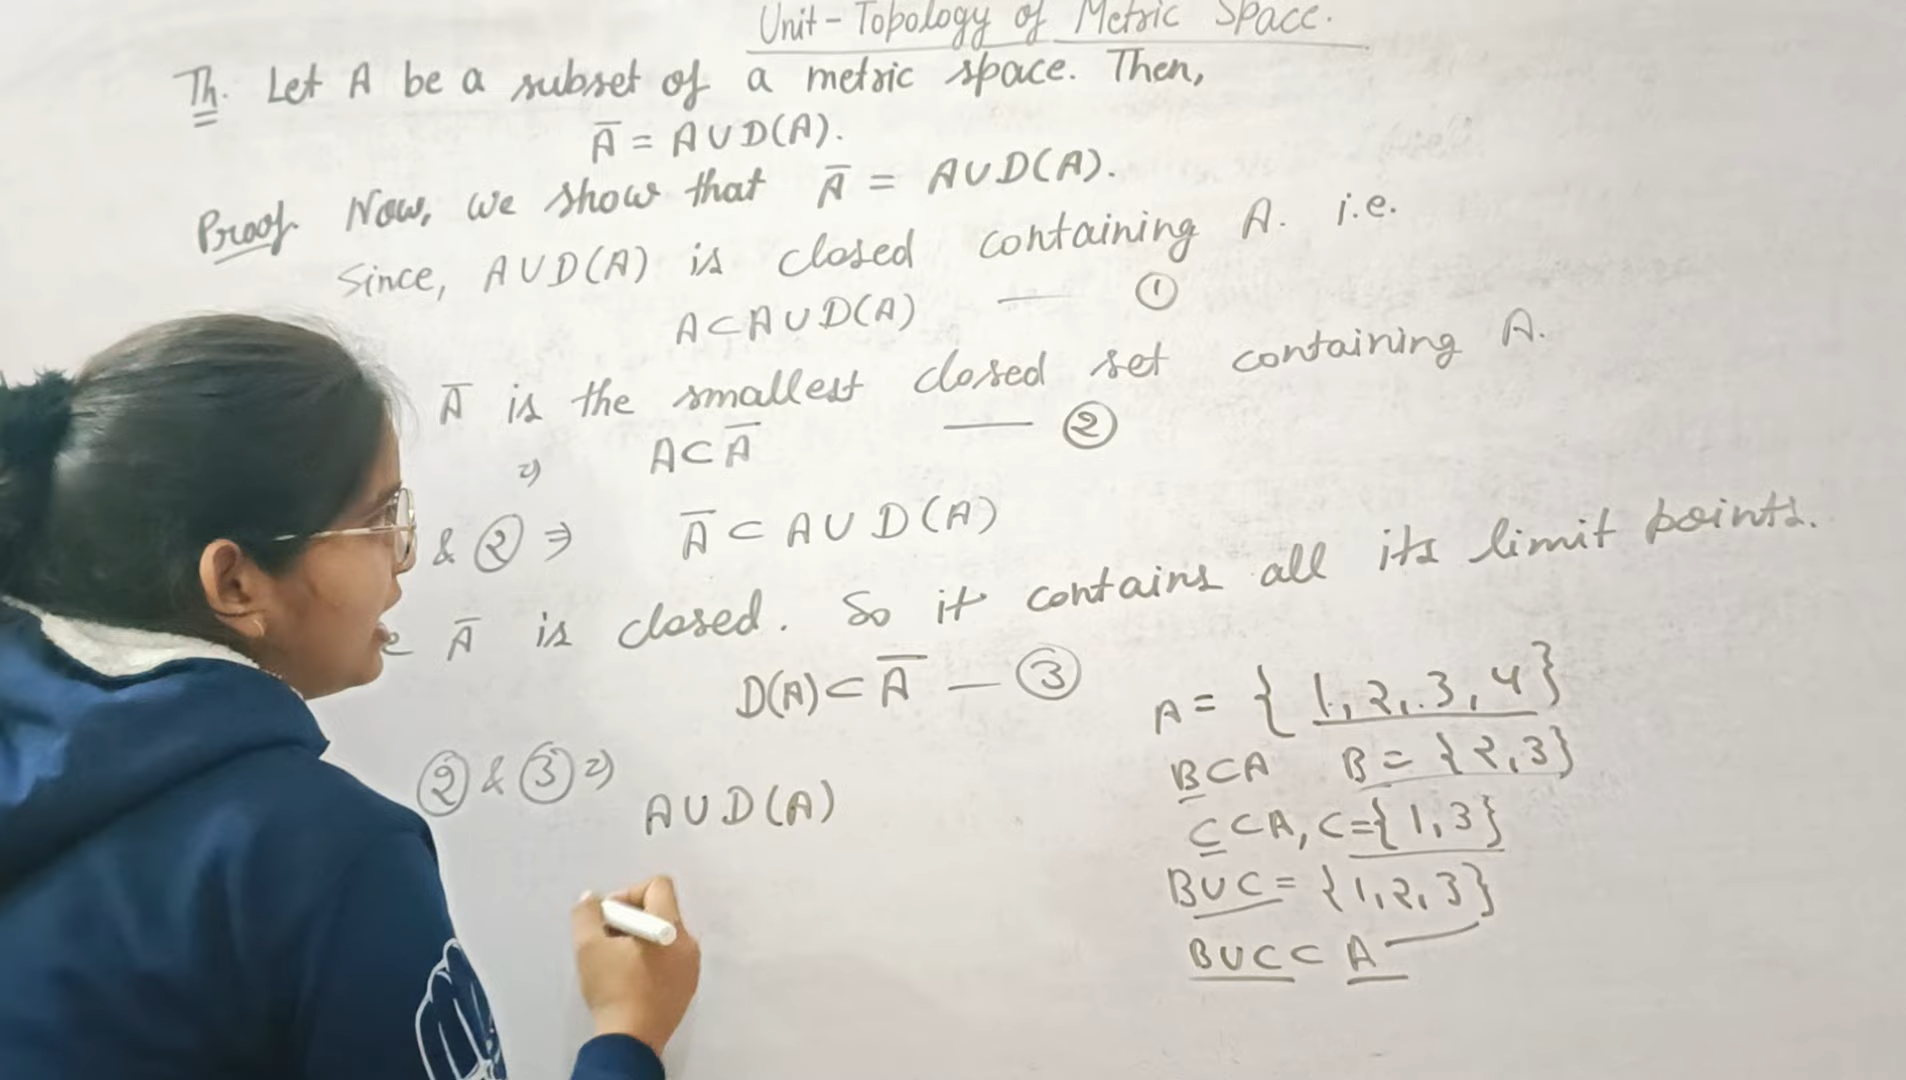 Unit - Topology of Metric Space.
Th. Let A be a subset of a metric space. Then,
A̅ = A∪D(A).
Proof. Now, we show that A̅ = A∪D(A).
Since, A∪D(A) is closed containing A. i.e.
A⊂A∪D(A) — ①
A̅ is the smallest closed set containing A.
⇒ A⊂A̅ — ②
& ② ⇒ A̅ ⊂ A∪D(A)
A̅ is closed. So it contains all its limit points.
D(A)⊂A̅ — ③
② & ③ ⇒
A∪D(A)
A = {1, 2, 3, 4}
B⊂A B = {2,3}
C⊂A, C={1,3}
B∪C = {1,2,3}
B∪C⊂A